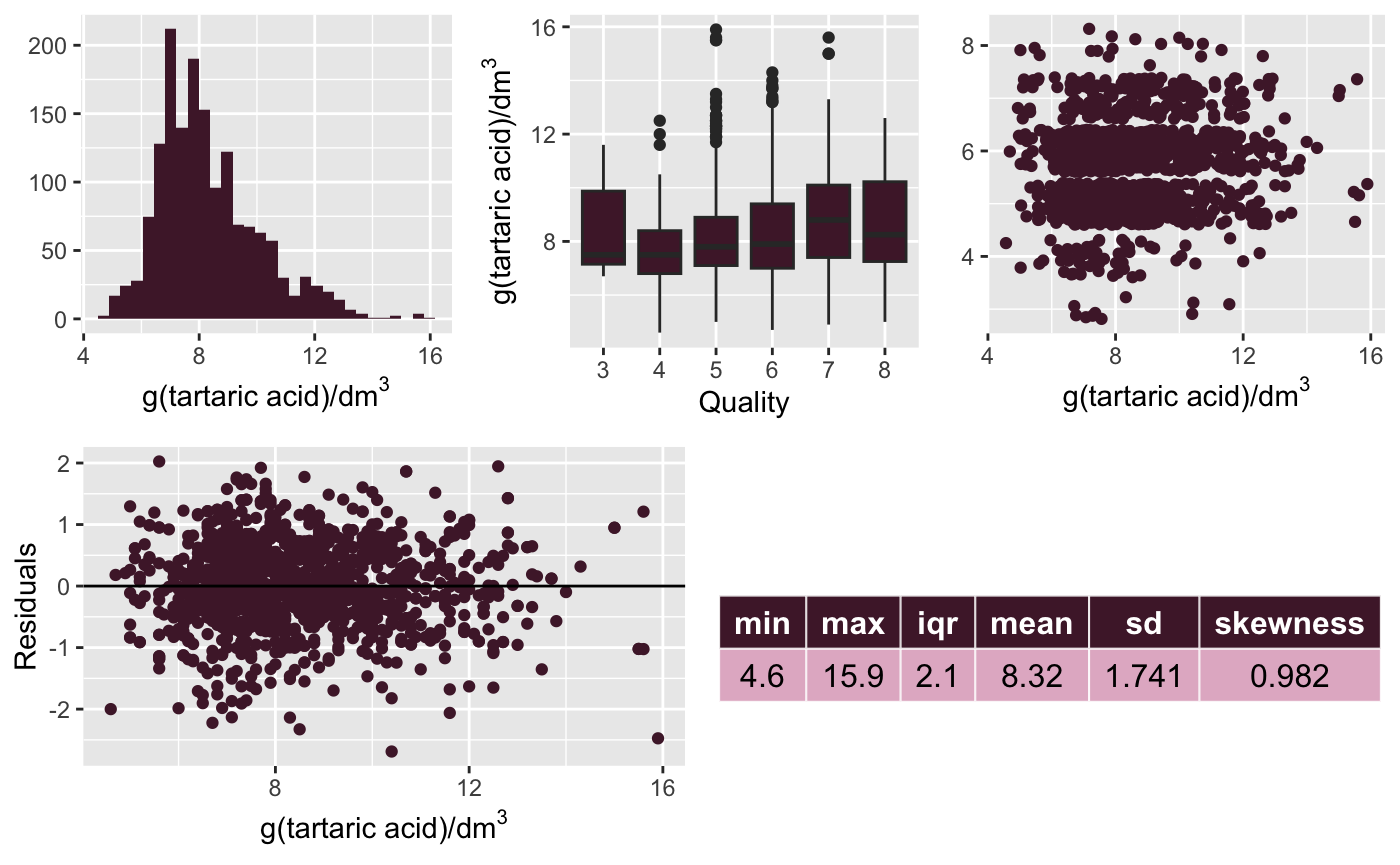 200
150
100
50
0
4 8 12 16
g(tartaric acid)/dm³
16
12
8
g(tartaric acid)/dm³
3 4 5 6 7 8
Quality
8
6
4
4 8 12 16
g(tartaric acid)/dm³
2
1
0
-1
-2
Residuals
8 12 16
g(tartaric acid)/dm³
min max iqr mean sd skewness
4.6 15.9 2.1 8.32 1.741 0.982